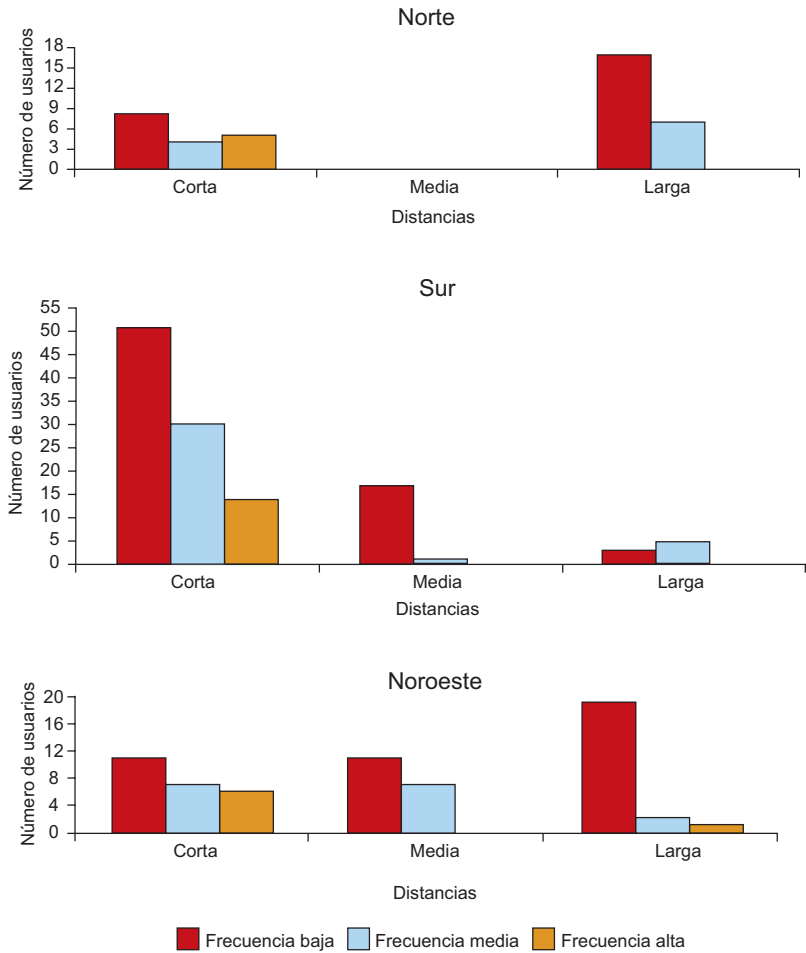 Norte
Número de usuarios
18
15
12
9
6
3
0
Corta
Media
Larga
Distancias
Sur
Número de usuarios
55
50
45
40
35
30
25
20
15
10
5
0
Corta
Media
Larga
Distancias
Noroeste
Número de usuarios
20
16
12
8
4
0
Corta
Media
Larga
Distancias
Frecuencia baja
Frecuencia media
Frecuencia alta